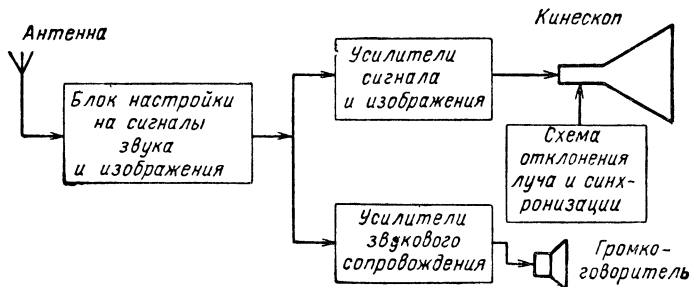 Антенна
Блок настройки
на сигналы
звука
и изображения
Усилители
сигнала
и изображения
Кинескоп
Схема
отклонения
луча и синх-
ронизации
Усилители
звукового
сопровождения
Громко-
говоритель